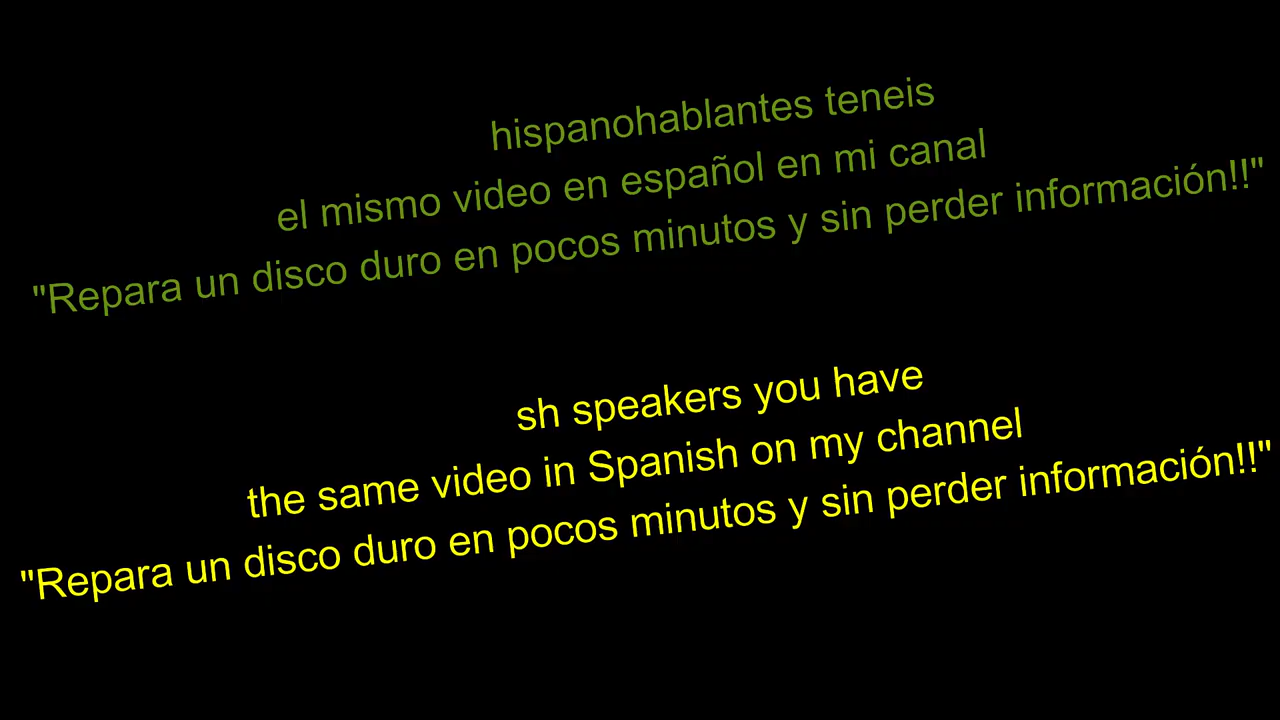 hispanohablantes teneis
el mismo video en español en mi canal
"Repara un disco duro en pocos minutos y sin perder información!!"
sh speakers you have
the same video in Spanish on my channel
"Repara un disco duro en pocos minutos y sin perder información!!"